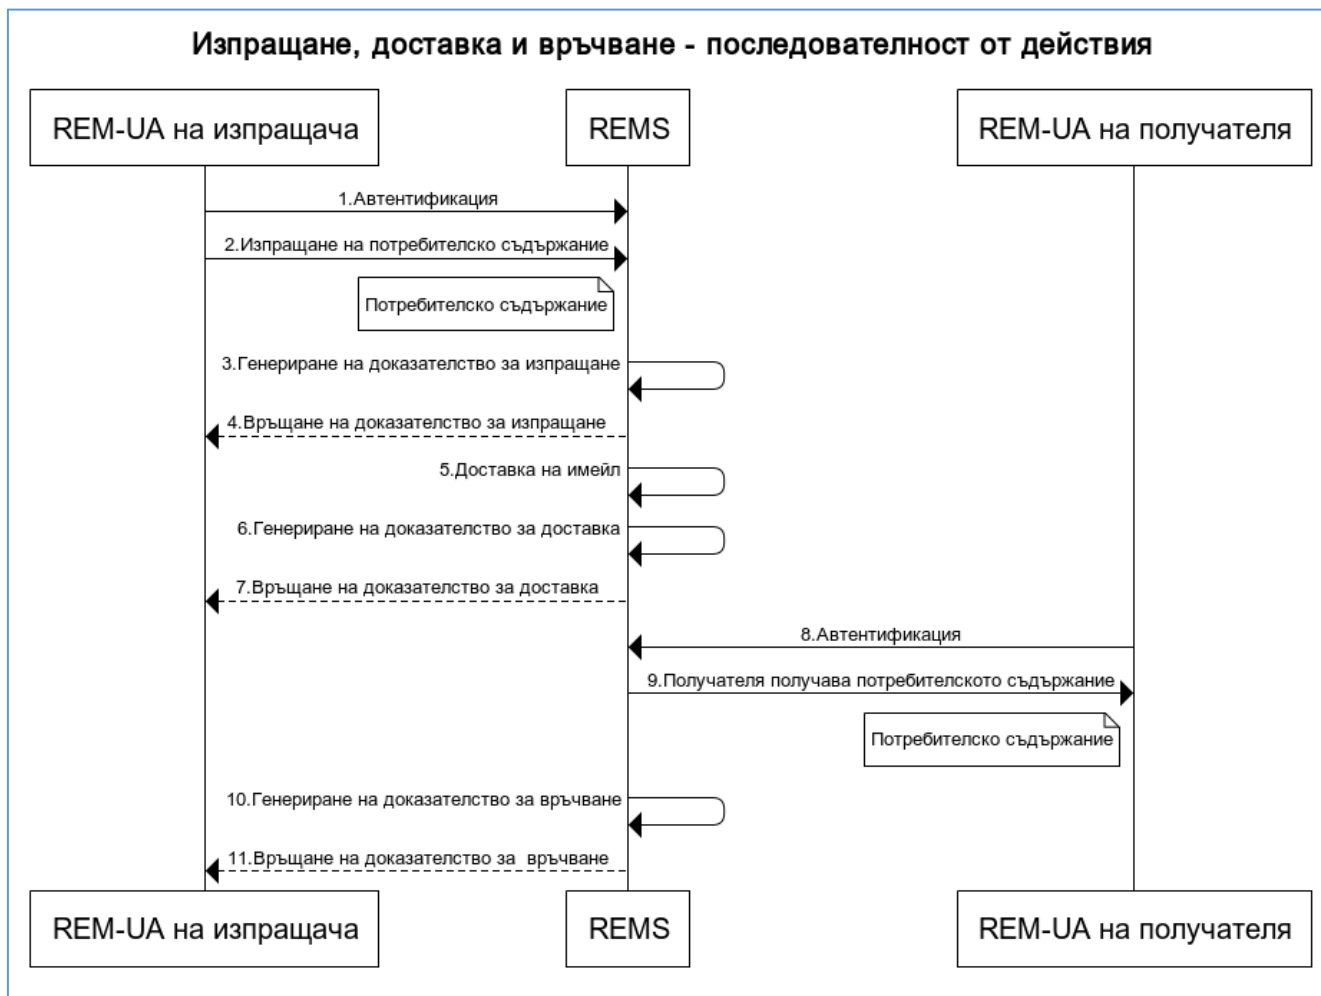 Изпращане, доставка и връчване - последователност от действия
REM-UA на изпращача
REMS
REM-UA на получателя
1.Автентификация
2.Изпращане на потребителско съдържание
Потребителско съдържание
3.Генериране на доказателство за изпращане
4.Връщане на доказателство за изпращане
5.Доставка на имейл
6.Генериране на доказателство за доставка
7.Връщане на доказателство за доставка
8.Автентификация
9.Получателя получава потребителското съдържание
Потребителско съдържание
10.Генериране на доказателство за връчване
11.Връщане на доказателство за връчване
REM-UA на изпращача
REMS
REM-UA на получателя